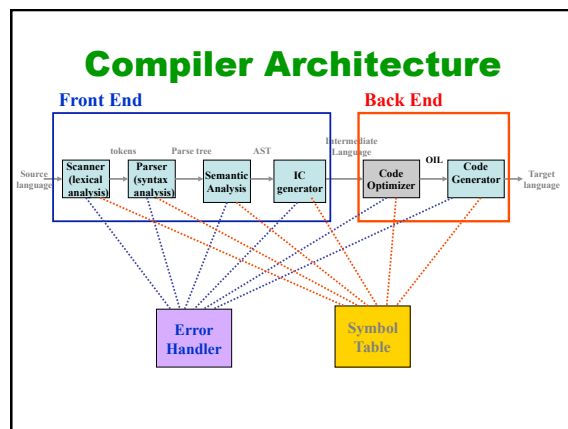 Compiler Architecture
Front End
Back End
Source
language
Scanner
(lexical
analysis)
tokens
Parser
(syntax
analysis)
Parse tree
Semantic
Analysis
AST
IC
generator
Intermediate
Language
Code
Optimizer
OIL
Code
Generator
Target
language
Error
Handler
Symbol
Table